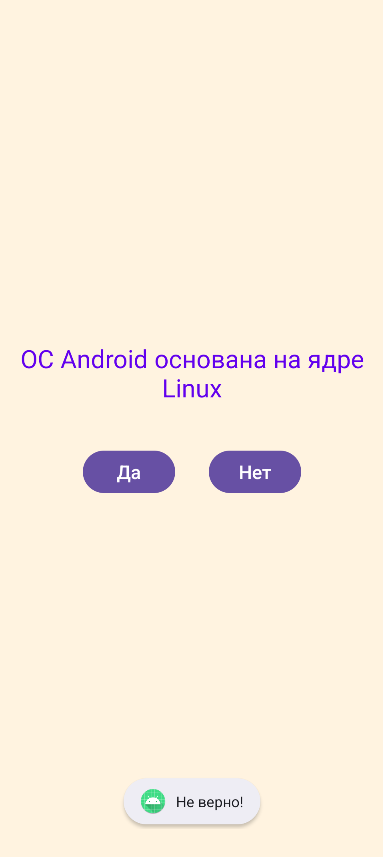 ОС Android основана на ядре
Linux
Да
Нет
Не верно!